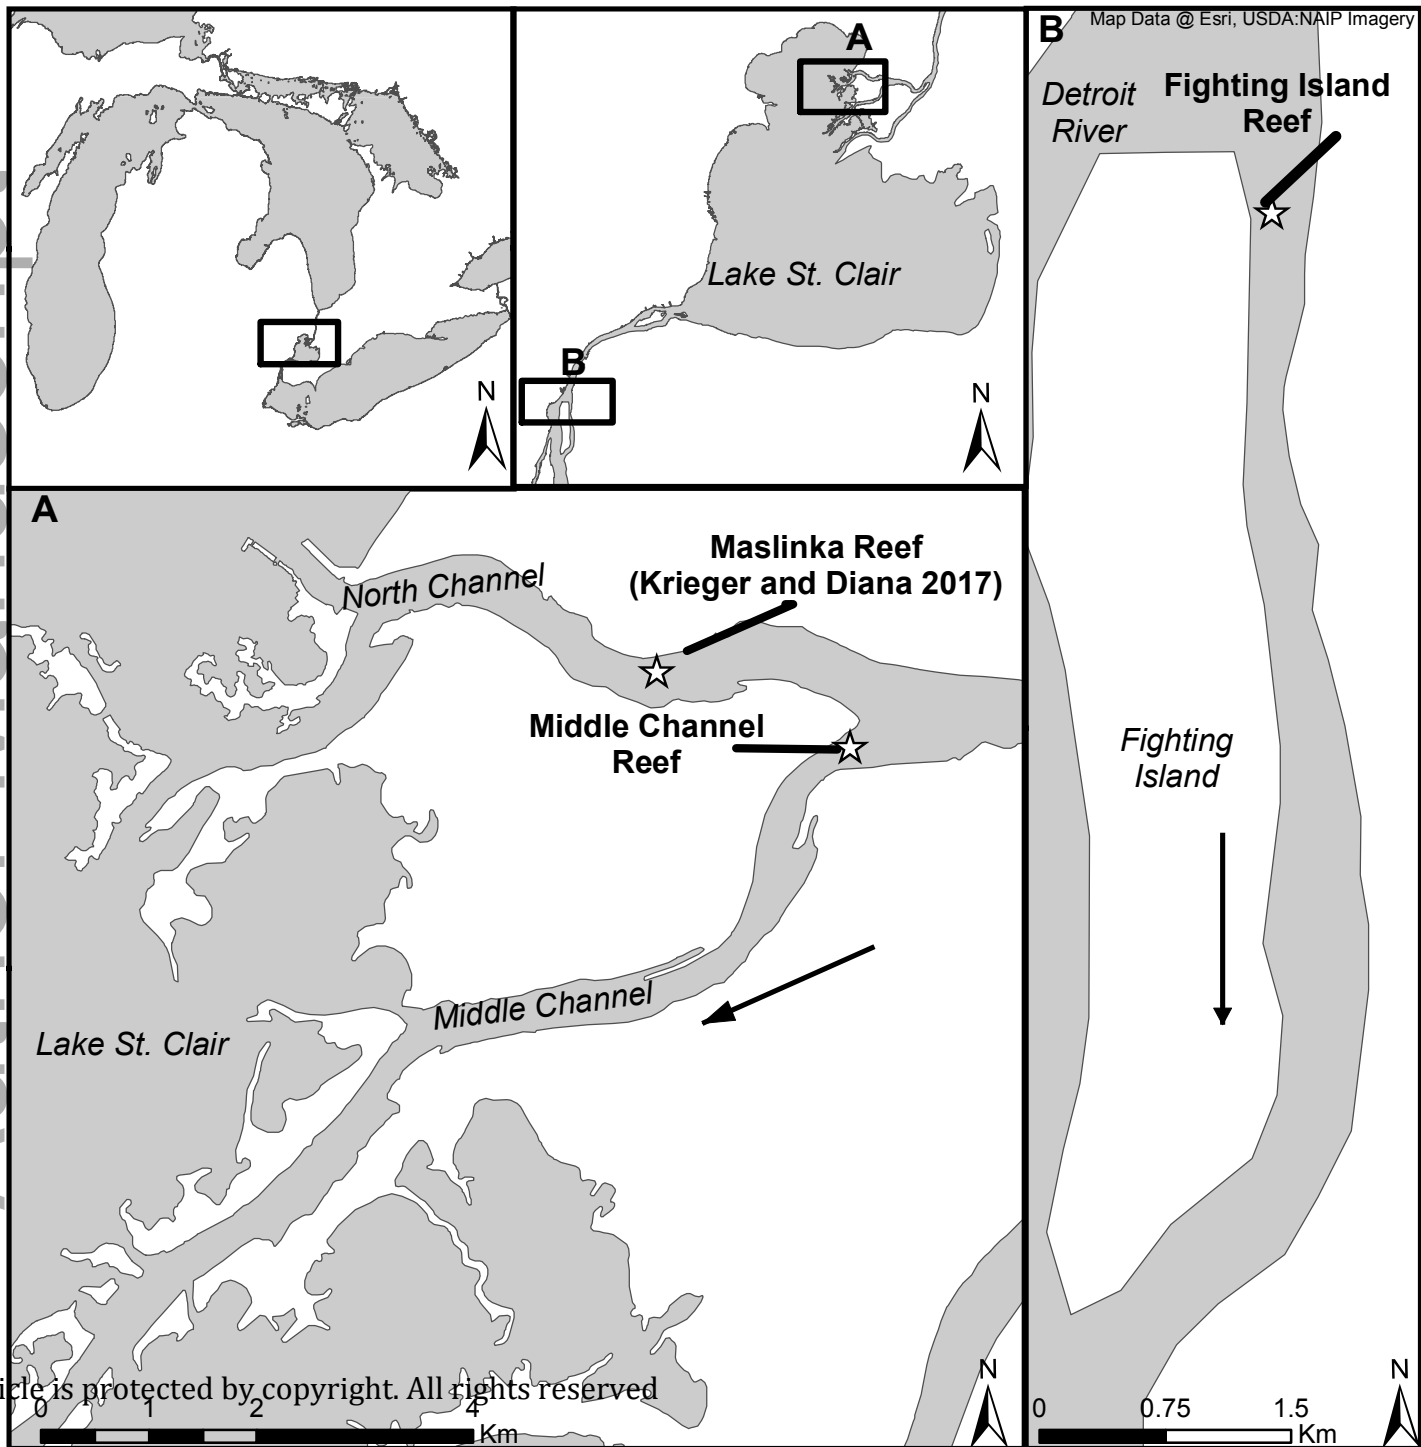 N
A
Lake St. Clair
B
N
Map Data @ Esri, USDA:NAIP Imagery
B
Detroit
River
Fighting Island
Reef
Fighting
Island
0 0.75 1.5
Km
N
A
North Channel
Maslinka Reef
(Krieger and Diana 2017)
Middle Channel
Reef
Middle Channel
Lake St. Clair
N
icle is protected by copyright. All rights reserved
0 1 2 4
Km